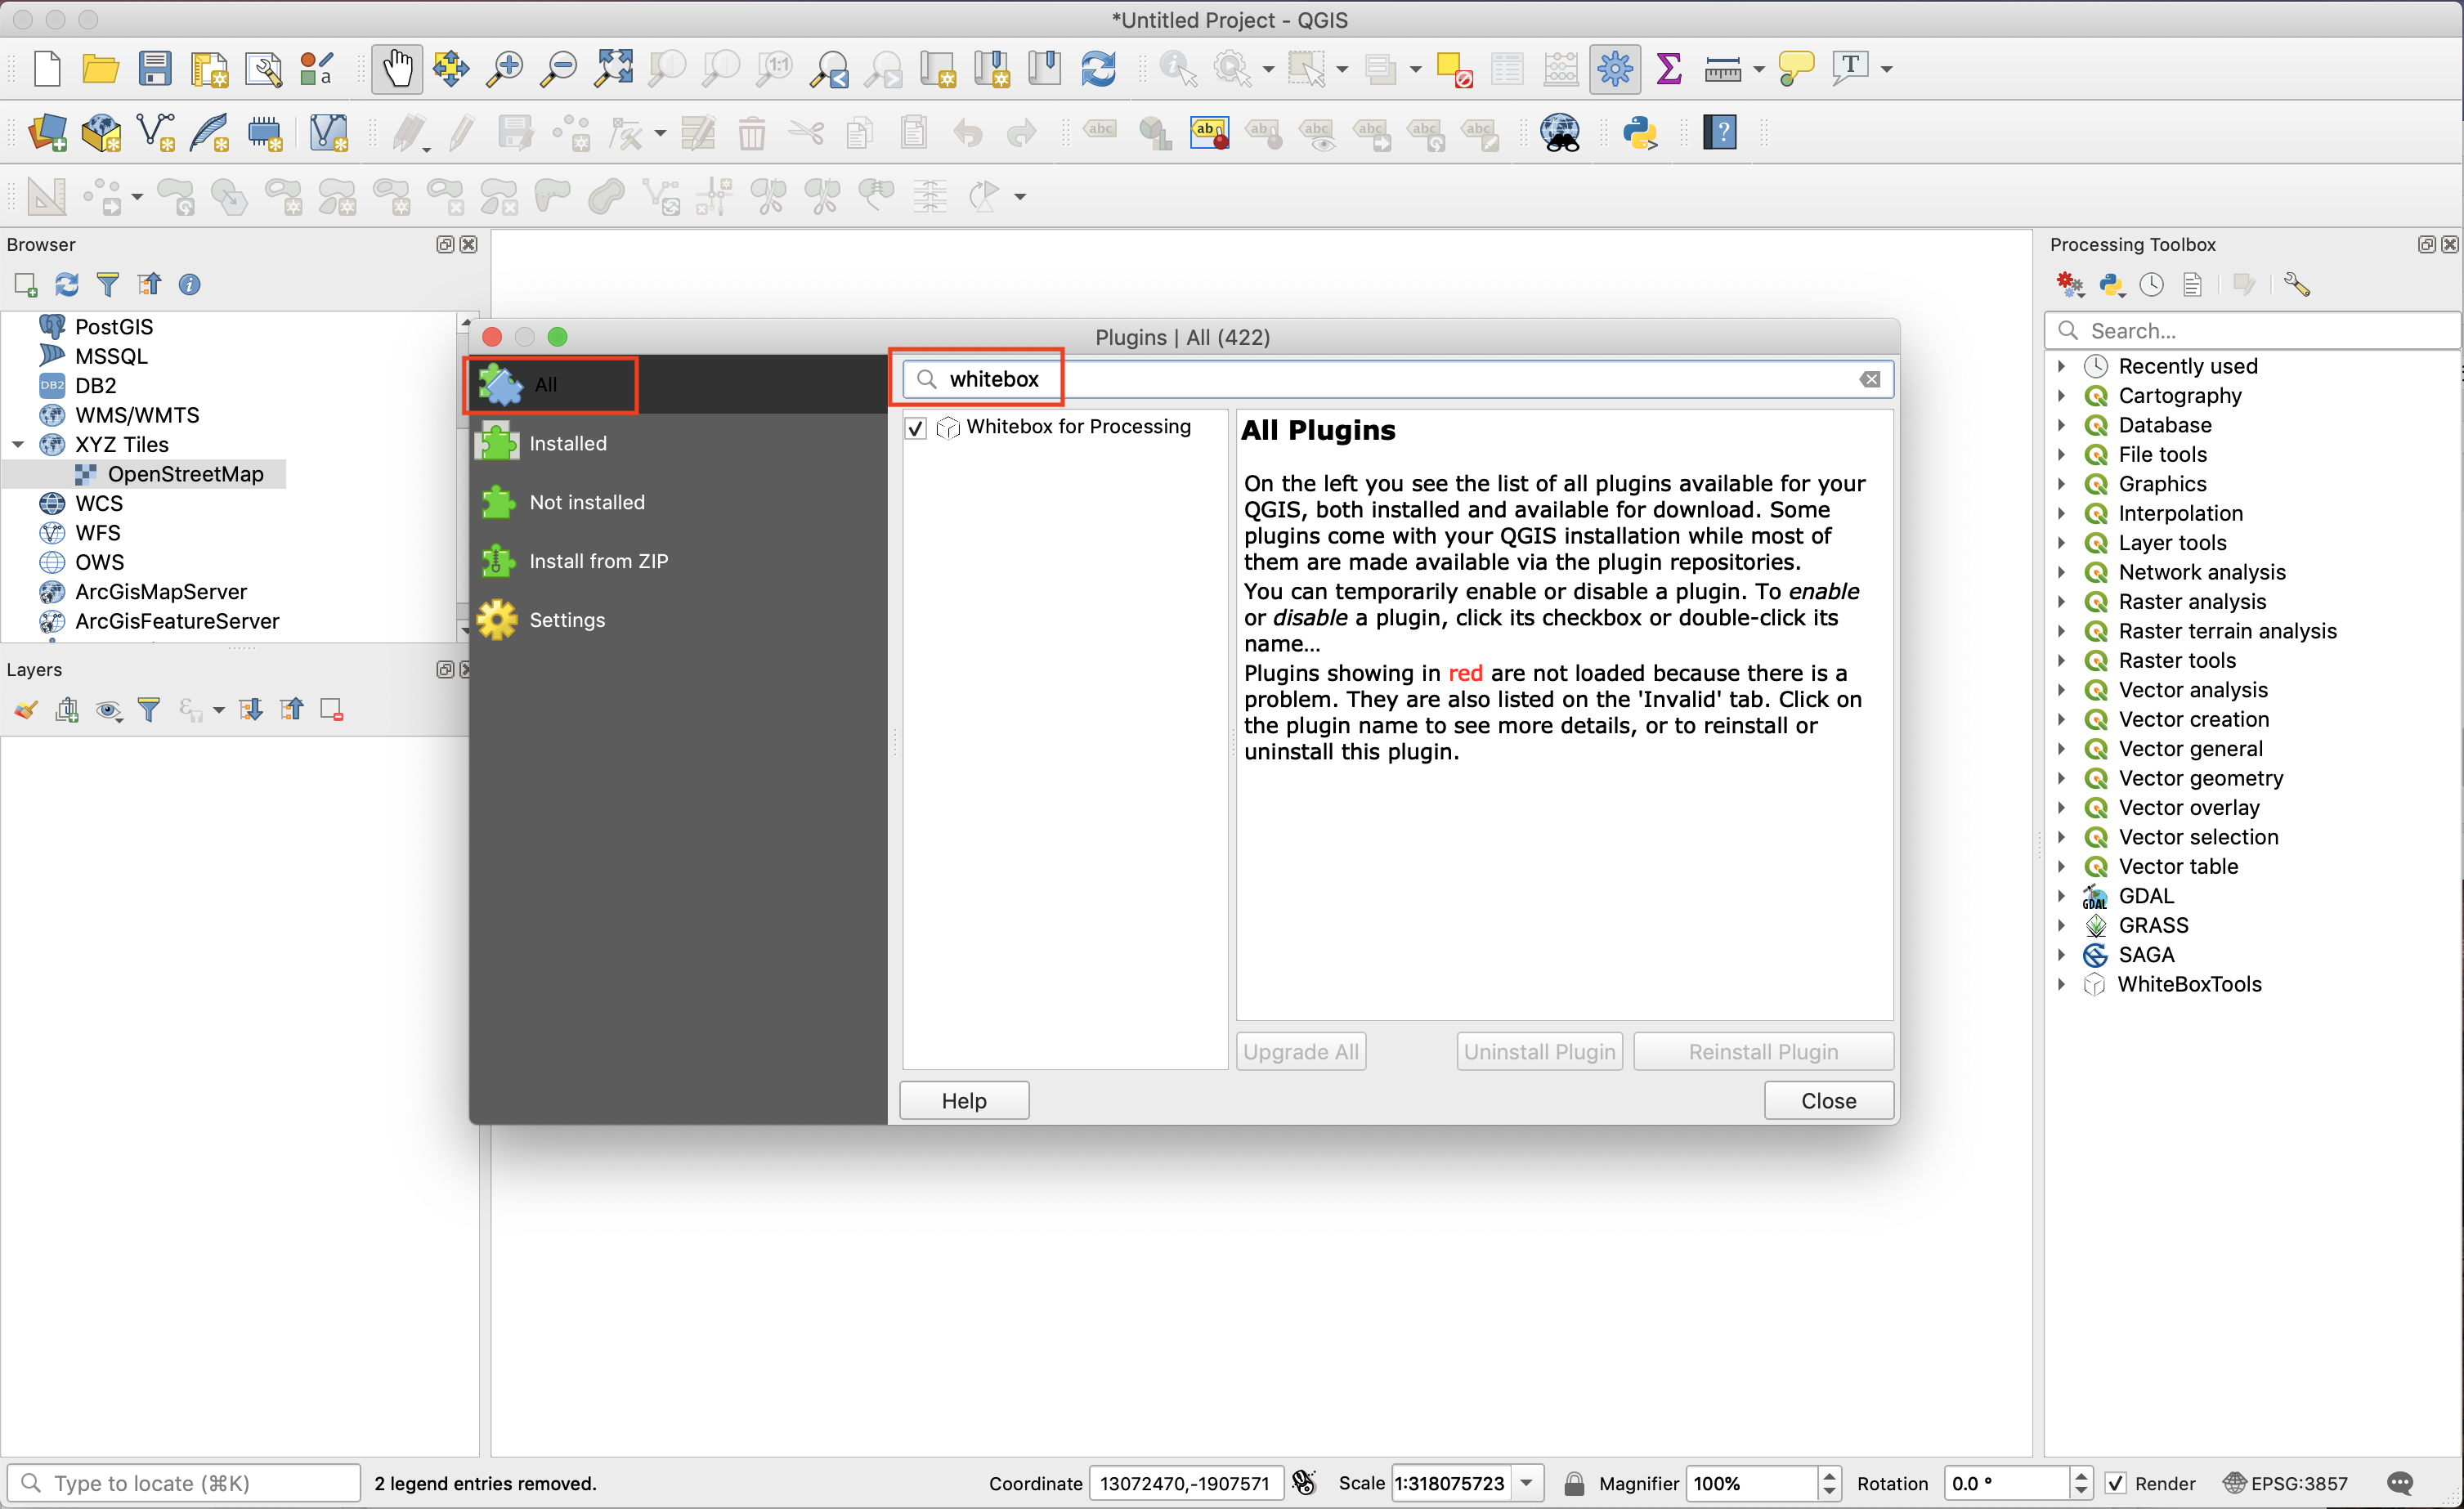 *Untitled Project - QGIS
Browser
PostGIS
MSSQL
DB2
DB2
WMS/WMTS
XYZ Tiles
OpenStreetMap
WCS
WFS
OWS
ArcGisMapServer
ArcGisFeatureServer
Layers
Plugins | All (422)
All
Installed
Not installed
Install from ZIP
Settings
whitebox
Whitebox for Processing
All Plugins
On the left you see the list of all plugins available for your
QGIS, both installed and available for download. Some
plugins come with your QGIS installation while most of
them are made available via the plugin repositories.
You can temporarily enable or disable a plugin. To enable
or disable a plugin, click its checkbox or double-click its
name...
Plugins showing in red are not loaded because there is a
problem. They are also listed on the 'Invalid' tab. Click on
the plugin name to see more details, or to reinstall or
uninstall this plugin.
Upgrade All
Uninstall Plugin
Reinstall Plugin
Help
Close
Processing Toolbox
Search...
Recently used
Cartography
Database
File tools
Graphics
Interpolation
Layer tools
Network analysis
Raster analysis
Raster terrain analysis
Raster tools
Vector analysis
Vector creation
Vector general
Vector geometry
Vector overlay
Vector selection
Vector table
GDAL
GDAL
GRASS
SAGA
WhiteBoxTools
Type to locate (⌘K)
2 legend entries removed.
Coordinate 13072470,-1907571
Scale 1:318075723
Magnifier 100%
Rotation 0.0 °
Render
EPSG:3857